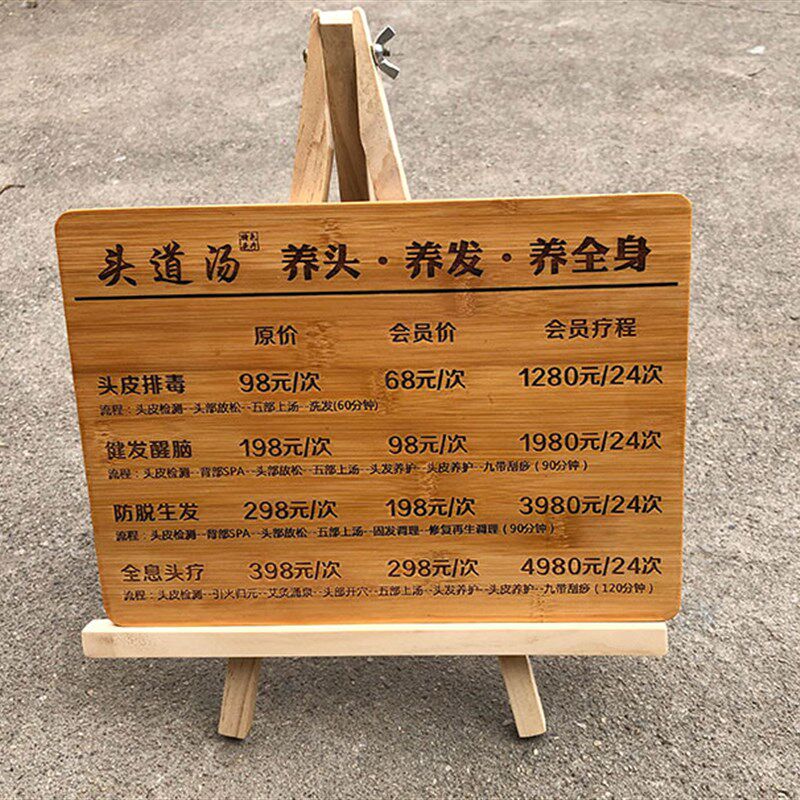 头道汤 养头·养发·养全身
原价 会员价 会员疗程
头皮排毒 98元/次 68元/次 1280元/24次
流程：头皮检测--头部放松--五部上汤--洗发(60分钟)
健发醒脑 198元/次 98元/次 1980元/24次
流程：头皮检测--背部SPA--头部放松--五部上汤--头发养护--头皮养护--九带刮痧（90分钟）
防脱生发 298元/次 198元/次 3980元/24次
流程：头皮检测--背部SPA--头部放松--五部上汤--固发调理--修复再生调理（90分钟）
全息头疗 398元/次 298元/次 4980元/24次
流程：头皮检测--引火归元--艾灸涌泉--头部开穴--五部上汤--头发养护--头皮养护--九带刮痧（120分钟）